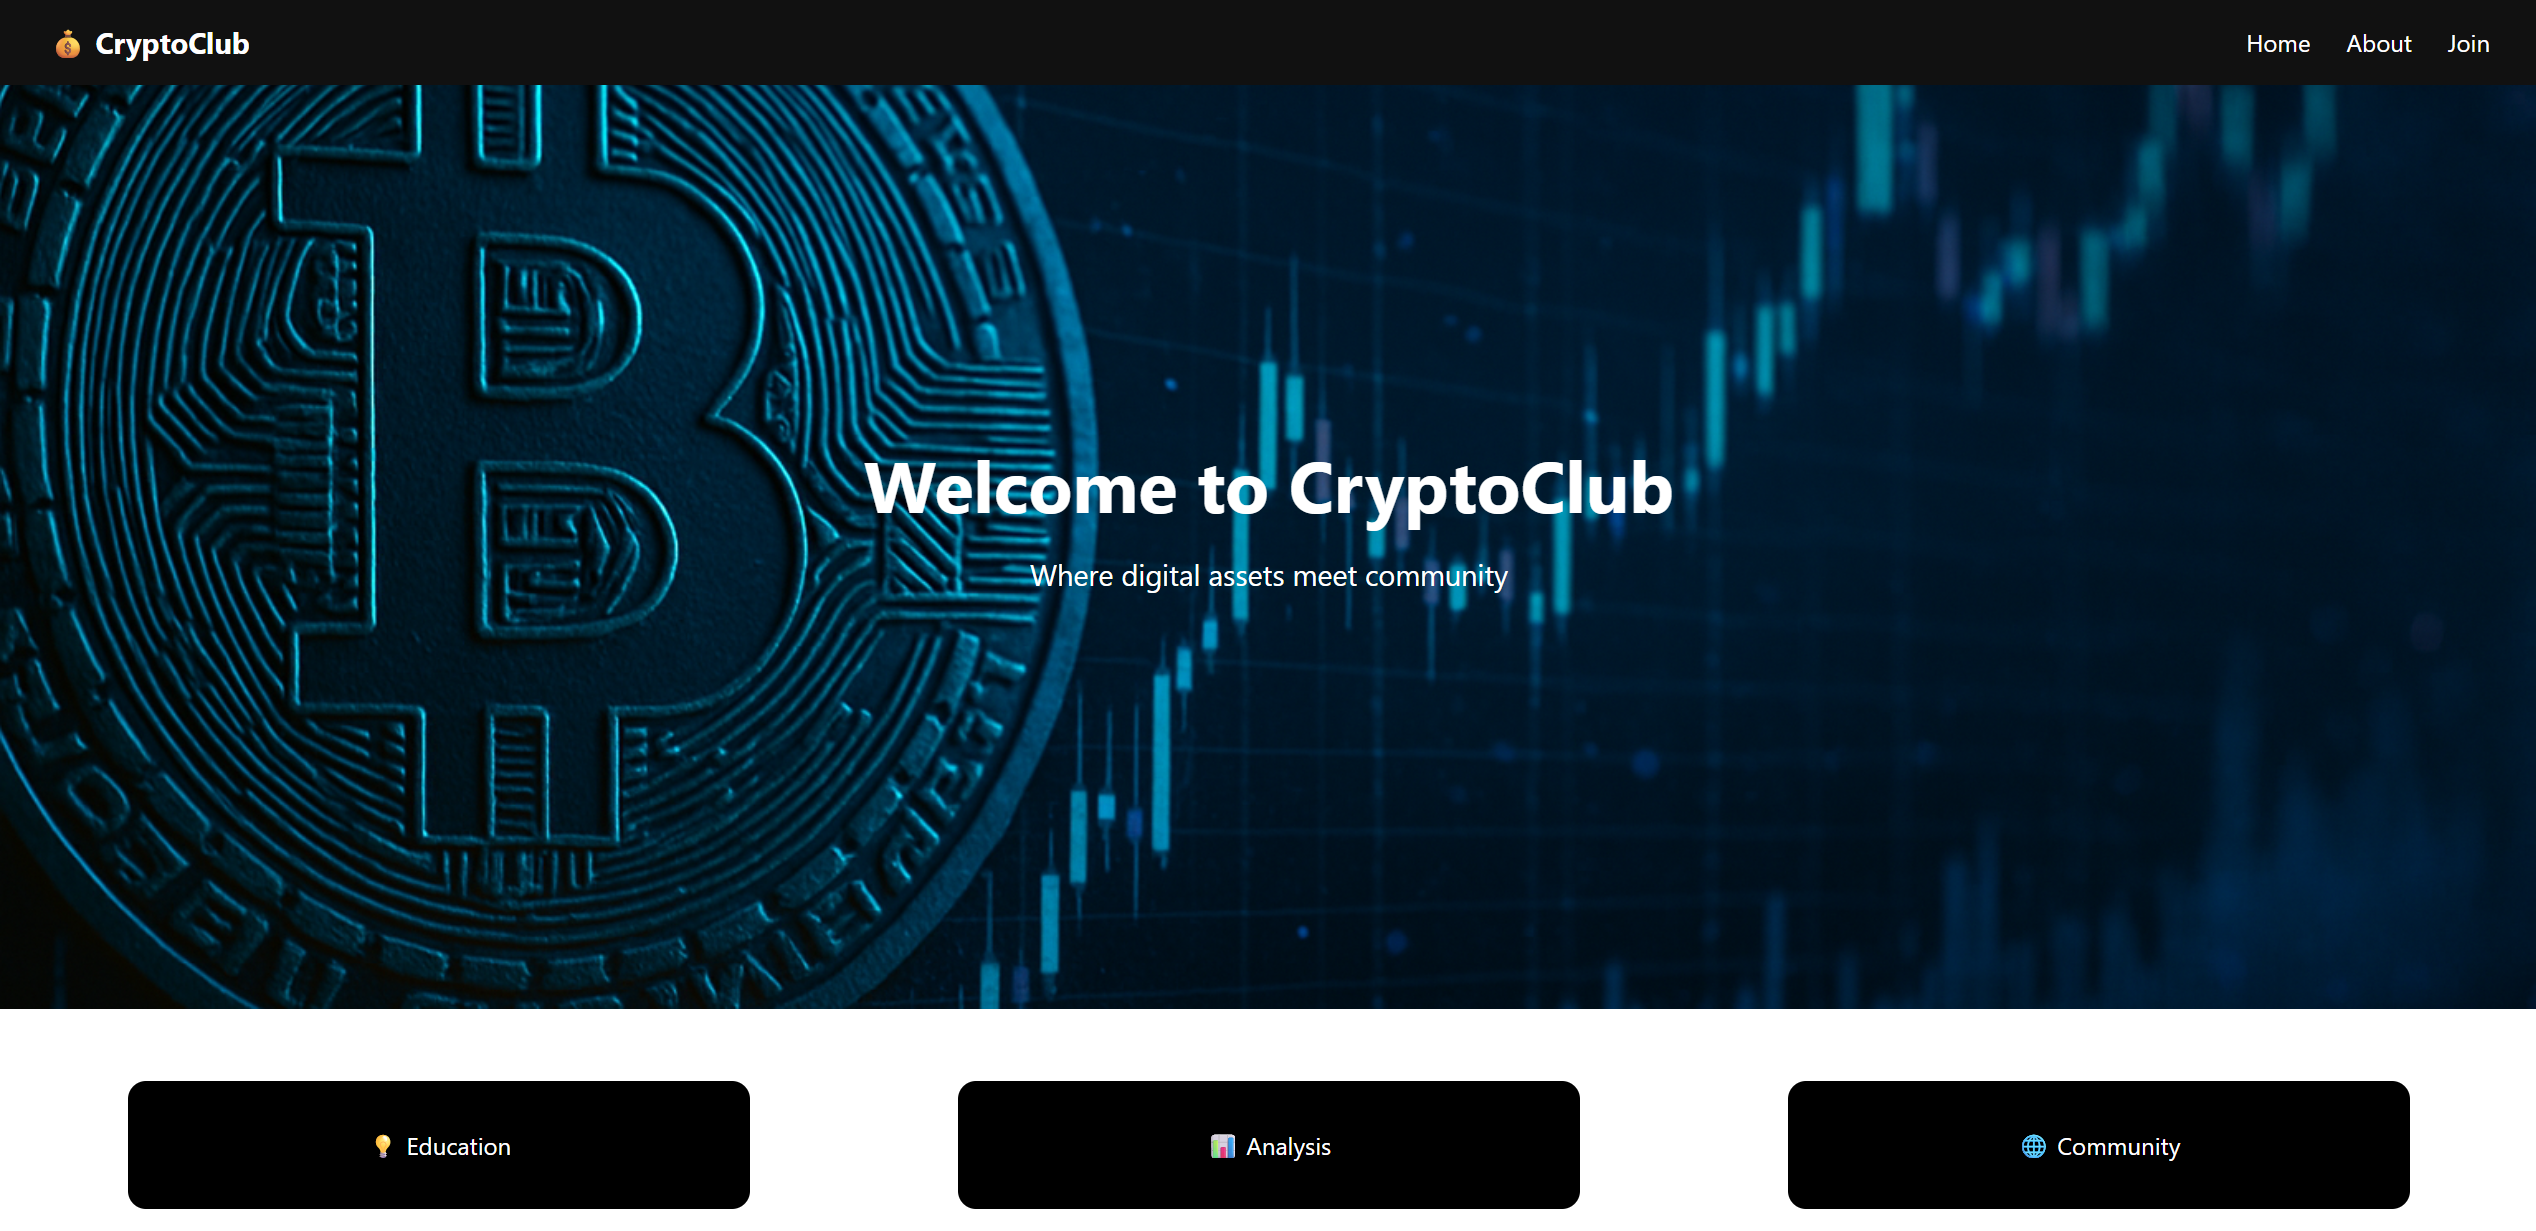 💰 CryptoClub
Home About Join
Welcome to CryptoClub
Where digital assets meet community
💡 Education
📊 Analysis
🌐 Community